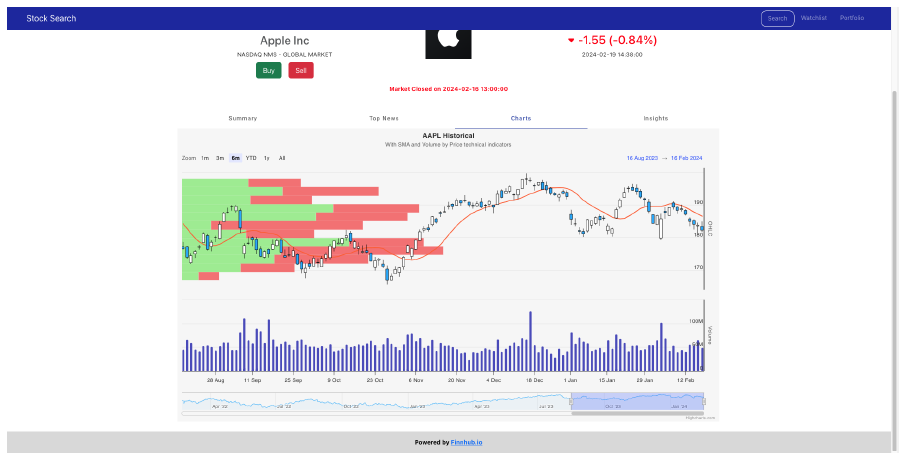 Stock Search
Search Watchlist Portfolio
Apple Inc
NASDAQ NMS - GLOBAL MARKET
Buy Sell
-1.55 (-0.84%)
2024-02-19 14:38:00
Market Closed on 2024-02-16 13:00:00
Summary Top News Charts Insights
AAPL Historical
With SMA and Volume by Price technical indicators
Zoom 1m 3m 6m YTD 1y All
16 Aug 2023 → 16 Feb 2024
190
180
170
OHLC
100M
Volume
28 Aug 11 Sep 25 Sep 9 Oct 23 Oct 6 Nov 20 Nov 4 Dec 18 Dec 1 Jan 15 Jan 29 Jan 12 Feb
Apr '22 Jul '22 Oct '22 Jan '23 Apr '23 Jul '23 Oct '23 Jan '24
Highcharts.com
Powered by Finnhub.io